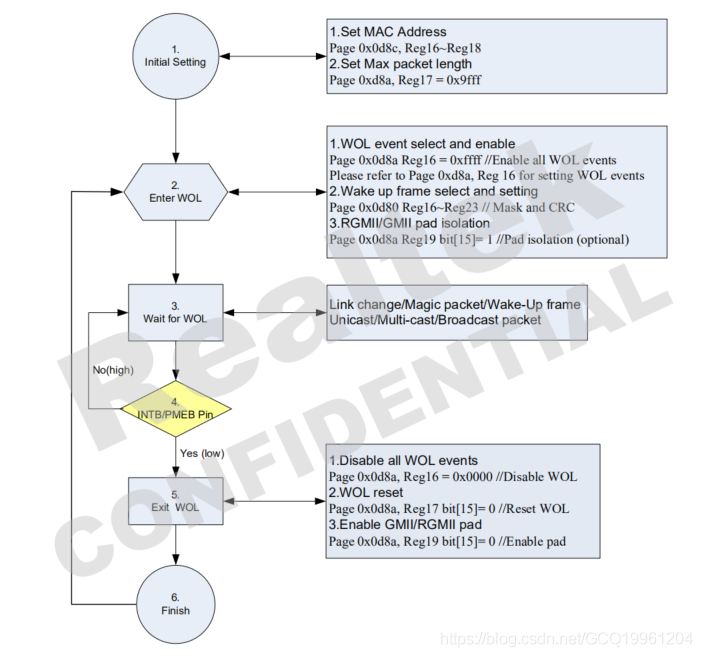 1.
Initial Setting
1.Set MAC Address
Page 0x0d8c, Reg16~Reg18
2.Set Max packet length
Page 0xd8a, Reg17 = 0x9fff
2.
Enter WOL
1.WOL event select and enable
Page 0x0d8a Reg16 = 0xffff //Enable all WOL events
Please refer to Page 0xd8a, Reg 16 for setting WOL events
2.Wake up frame select and setting
Page 0x0d80 Reg16~Reg23 // Mask and CRC
3.RGMII/GMII pad isolation
Page 0x0d8a Reg19 bit[15]= 1 //Pad isolation (optional)
3.
Wait for WOL
Link change/Magic packet/Wake-Up frame
Unicast/Multi-cast/Broadcast packet
No(high)
4.
INTB/PMEB Pin
Yes (low)
5.
Exit WOL
1.Disable all WOL events
Page 0x0d8a, Reg16 = 0x0000 //Disable WOL
2.WOL reset
Page 0x0d8a, Reg17 bit[15]= 0 //Reset WOL
3.Enable GMII/RGMII pad
Page 0x0d8a, Reg19 bit[15]= 0 //Enable pad
6.
Finish
Realtek
CONFIDENTIAL
https://blog.csdn.net/GCQ19961204